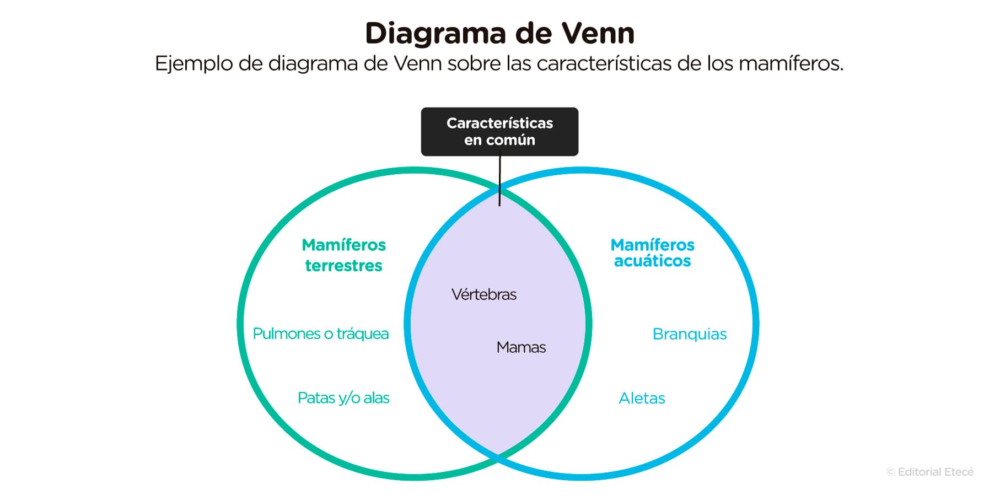 Diagrama de Venn
Ejemplo de diagrama de Venn sobre las características de los mamíferos.
Características
en común
Mamíferos
terrestres
Pulmones o tráquea
Patas y/o alas
Vértebras
Mamas
Mamíferos
acuáticos
Branquias
Aletas
© Editorial Etecé